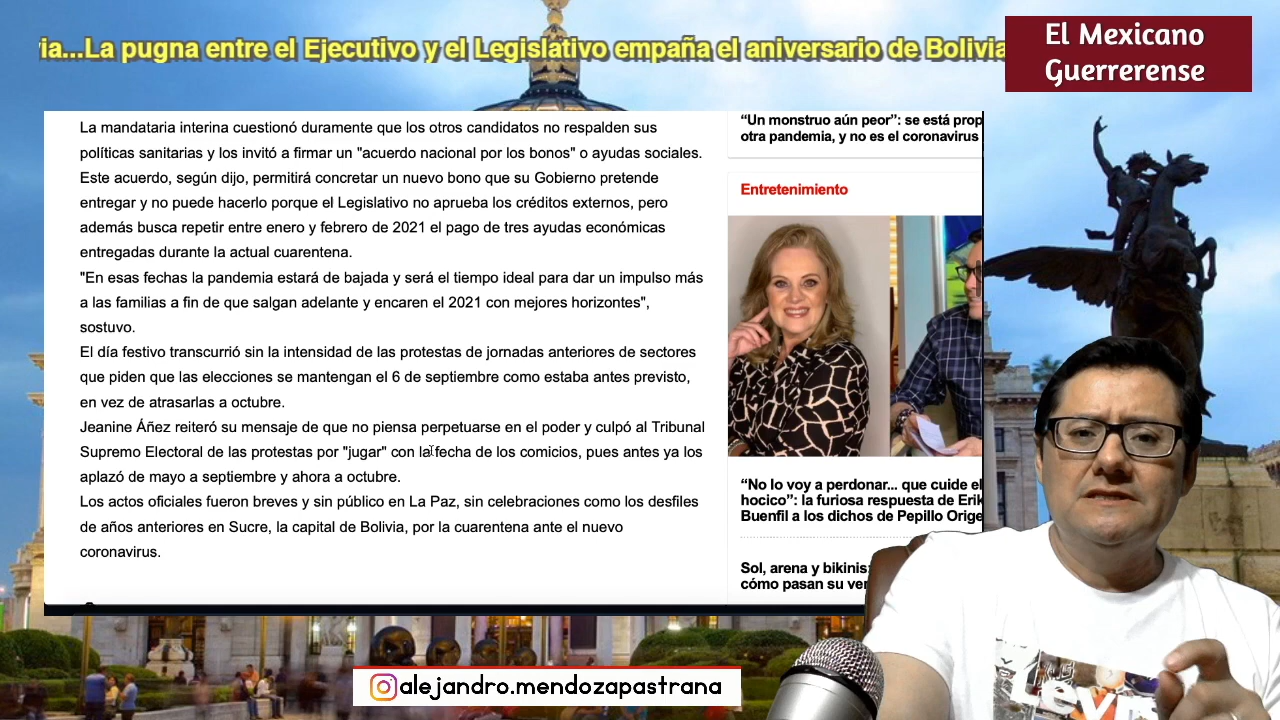 ia...La pugna entre el Ejecutivo y el Legislativo empaña el aniversario de Bolivia
El Mexicano
Guerrerense
La mandataria interina cuestionó duramente que los otros candidatos no respalden sus
políticas sanitarias y los invitó a firmar un "acuerdo nacional por los bonos" o ayudas sociales.
Este acuerdo, según dijo, permitirá concretar un nuevo bono que su Gobierno pretende
entregar y no puede hacerlo porque el Legislativo no aprueba los créditos externos, pero
además busca repetir entre enero y febrero de 2021 el pago de tres ayudas económicas
entregadas durante la actual cuarentena.
"En esas fechas la pandemia estará de bajada y será el tiempo ideal para dar un impulso más
a las familias a fin de que salgan adelante y encaren el 2021 con mejores horizontes",
sostuvo.
El día festivo transcurrió sin la intensidad de las protestas de jornadas anteriores de sectores
que piden que las elecciones se mantengan el 6 de septiembre como estaba antes previsto,
en vez de atrasarlas a octubre.
Jeanine Áñez reiteró su mensaje de que no piensa perpetuarse en el poder y culpó al Tribunal
Supremo Electoral de las protestas por "jugar" con la fecha de los comicios, pues antes ya los
aplazó de mayo a septiembre y ahora a octubre.
Los actos oficiales fueron breves y sin público en La Paz, sin celebraciones como los desfiles
de años anteriores en Sucre, la capital de Bolivia, por la cuarentena ante el nuevo
coronavirus.
“Un monstruo aún peor”: se está prop
otra pandemia, y no es el coronavirus
Entretenimiento
“No lo voy a perdonar... que cuide el
hocico”: la furiosa respuesta de Erik
Buenfil a los dichos de Pepillo Orige
Sol, arena y bikinis:
cómo pasan su ver
alejandro.mendozapastrana
Levis